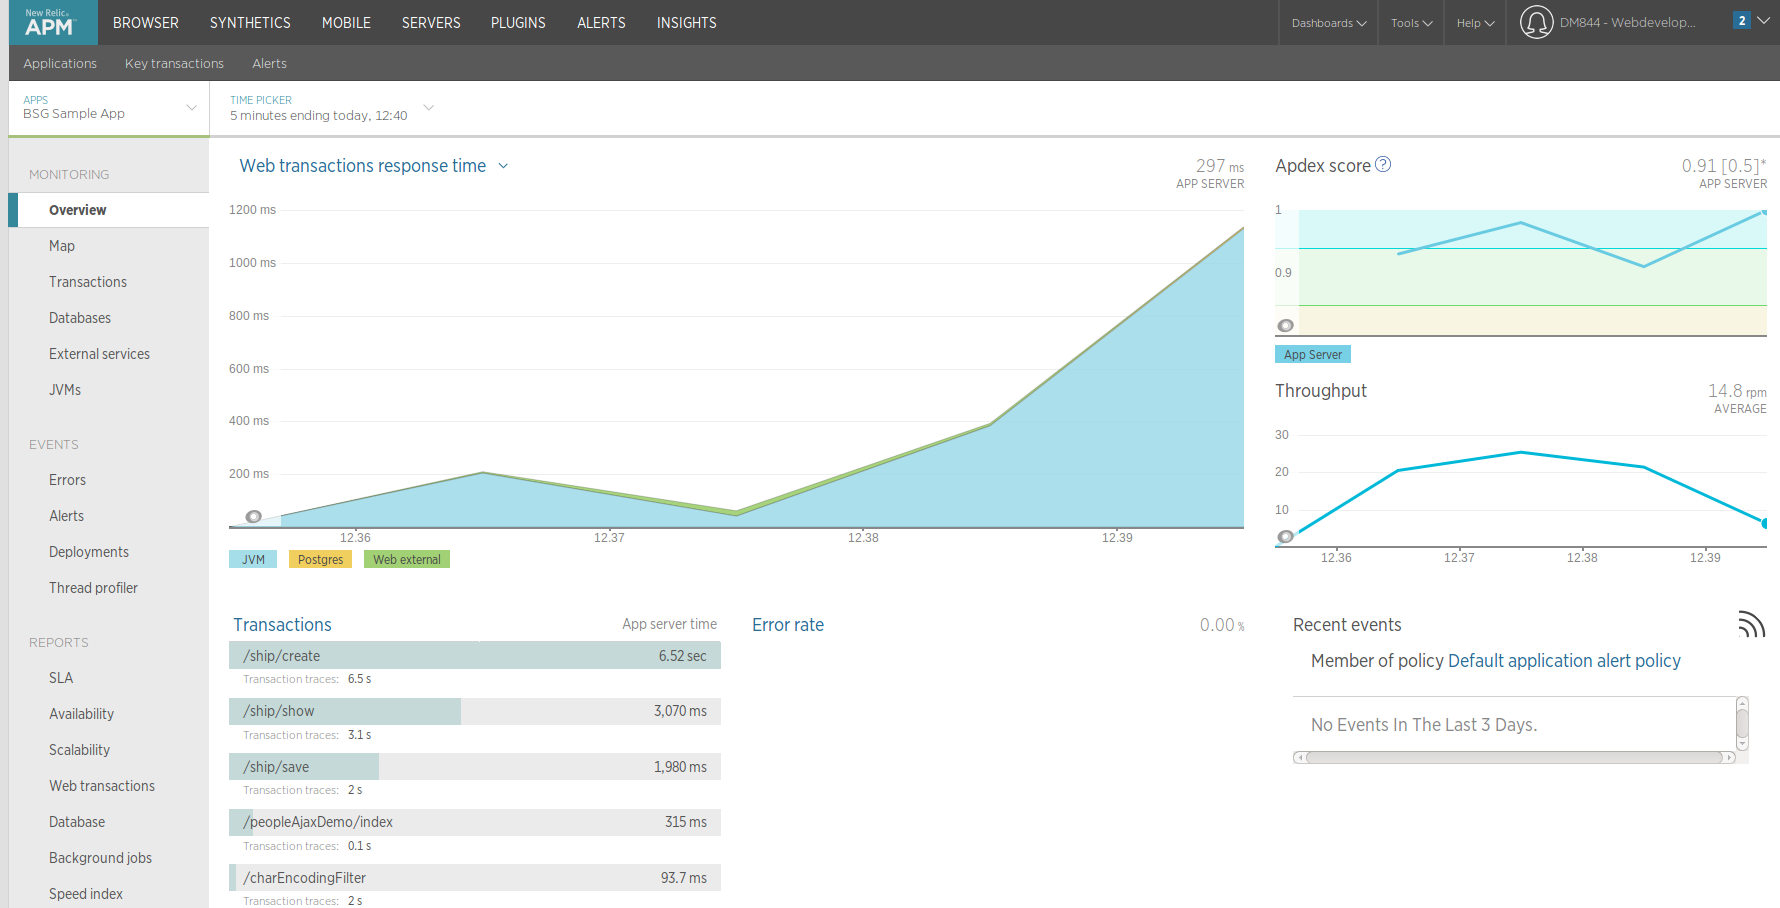 New Relic.
APM™
BROWSER SYNTHETICS MOBILE SERVERS PLUGINS ALERTS INSIGHTS
Dashboards Tools Help DM844 - Webdevelop... 2
Applications Key transactions Alerts
APPS
BSG Sample App
TIME PICKER
5 minutes ending today, 12:40
MONITORING
Overview
Map
Transactions
Databases
External services
JVMs
EVENTS
Errors
Alerts
Deployments
Thread profiler
REPORTS
SLA
Availability
Scalability
Web transactions
Database
Background jobs
Speed index
Web transactions response time
297 ms
APP SERVER
1200 ms
1000 ms
800 ms
600 ms
400 ms
200 ms
12.36 12.37 12.38 12.39
JVM Postgres Web external
Apdex score ?
0.91 [0.5]*
APP SERVER
1
0.9
App Server
Throughput
14.8 rpm
AVERAGE
30
20
10
12.36 12.37 12.38 12.39
Transactions App server time
/ship/create 6.52 sec
Transaction traces: 6.5 s
/ship/show 3,070 ms
Transaction traces: 3.1 s
/ship/save 1,980 ms
Transaction traces: 2 s
/peopleAjaxDemo/index 315 ms
Transaction traces: 0.1 s
/charEncodingFilter 93.7 ms
Transaction traces: 2 s
Error rate 0.00 %
Recent events
Member of policy Default application alert policy
No Events In The Last 3 Days.